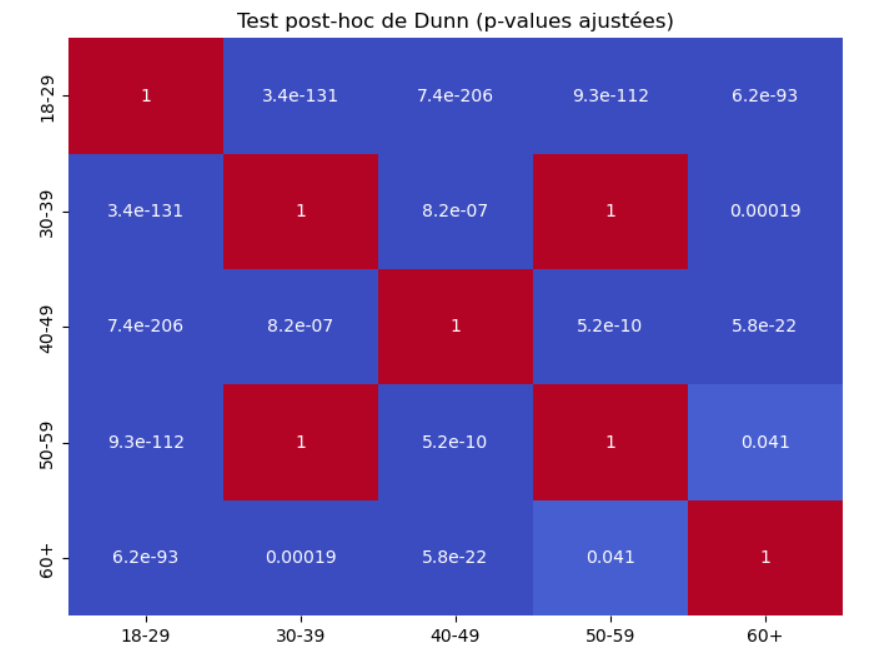 Test post-hoc de Dunn (p-values ajustées)
18-29 1 3.4e-131 7.4e-206 9.3e-112 6.2e-93
30-39 3.4e-131 1 8.2e-07 1 0.00019
40-49 7.4e-206 8.2e-07 1 5.2e-10 5.8e-22
50-59 9.3e-112 1 5.2e-10 1 0.041
60+ 6.2e-93 0.00019 5.8e-22 0.041 1
18-29 30-39 40-49 50-59 60+